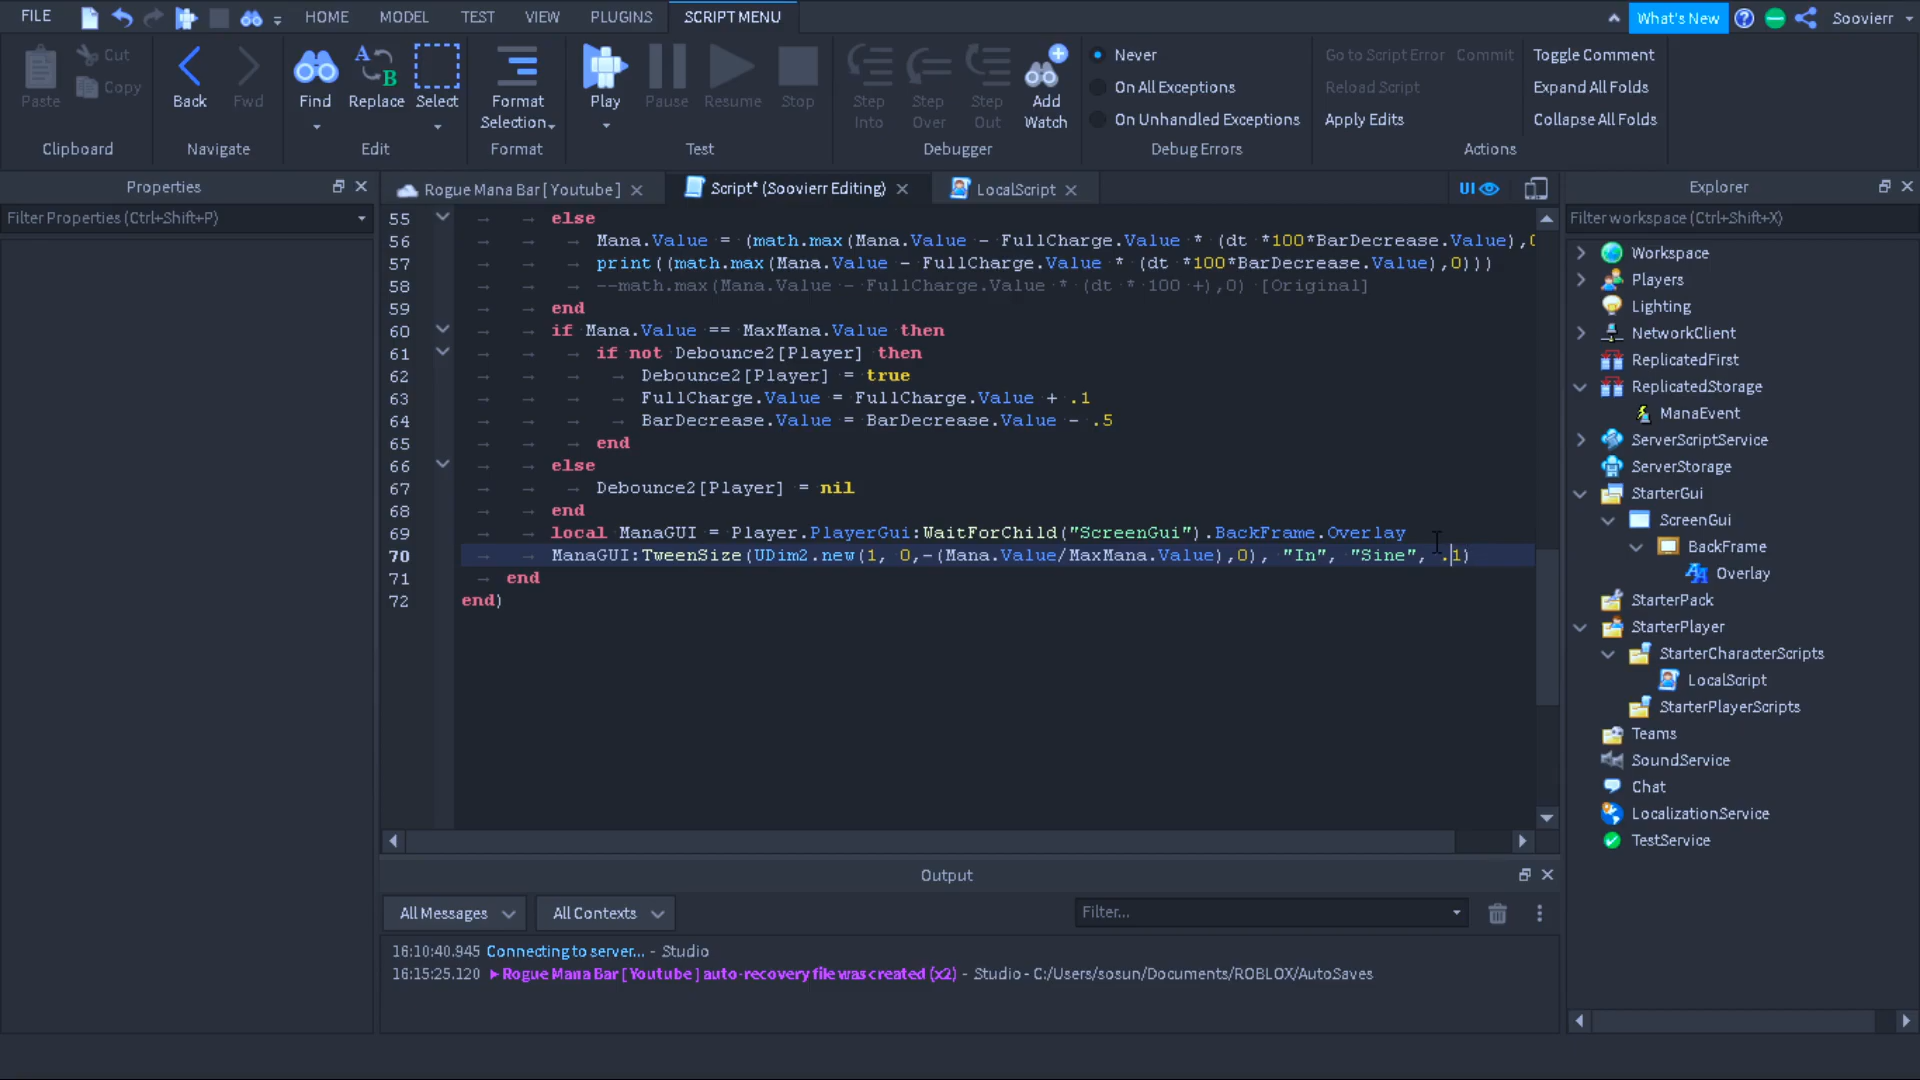 FILE HOME MODEL TEST VIEW PLUGINS SCRIPT MENU What's New Soovierr
Paste Cut Copy Back Fwd Find Replace Select Format Selection Play Pause Resume Stop Step Into Step Over Step Out Add Watch
Never
On All Exceptions
On Unhandled Exceptions
Go to Script Error Commit
Reload Script
Apply Edits
Toggle Comment
Expand All Folds
Collapse All Folds
Clipboard Navigate Edit Format Test Debugger Debug Errors Actions
Properties
Filter Properties (Ctrl+Shift+P)
Rogue Mana Bar [ Youtube ] Script* (Soovierr Editing) LocalScript UI
55 else
56 Mana.Value = (math.max(Mana.Value - FullCharge.Value * (dt *100*BarDecrease.Value),0
57 print((math.max(Mana.Value - FullCharge.Value * (dt *100*BarDecrease.Value),0)))
58 --math.max(Mana.Value - FullCharge.Value * (dt * 100 +),0) [Original]
59 end
60 if Mana.Value == MaxMana.Value then
61 if not Debounce2[Player] then
62 Debounce2[Player] = true
63 FullCharge.Value = FullCharge.Value + .1
64 BarDecrease.Value = BarDecrease.Value - .5
65 end
66 else
67 Debounce2[Player] = nil
68 end
69 local ManaGUI = Player.PlayerGui:WaitForChild("ScreenGui").BackFrame.Overlay
70 ManaGUI:TweenSize(UDim2.new(1, 0,-(Mana.Value/MaxMana.Value),0), "In", "Sine", .1)
71 end
72 end)
Explorer
Filter workspace (Ctrl+Shift+X)
Workspace
Players
Lighting
NetworkClient
ReplicatedFirst
ReplicatedStorage
ManaEvent
ServerScriptService
ServerStorage
StarterGui
ScreenGui
BackFrame
Overlay
StarterPack
StarterPlayer
StarterCharacterScripts
LocalScript
StarterPlayerScripts
Teams
SoundService
Chat
LocalizationService
TestService
Output
All Messages All Contexts Filter...
16:10:40.945 Connecting to server... - Studio
16:15:25.120 Rogue Mana Bar [ Youtube ] auto-recovery file was created (x2) - Studio - C:/Users/sosun/Documents/ROBLOX/AutoSaves